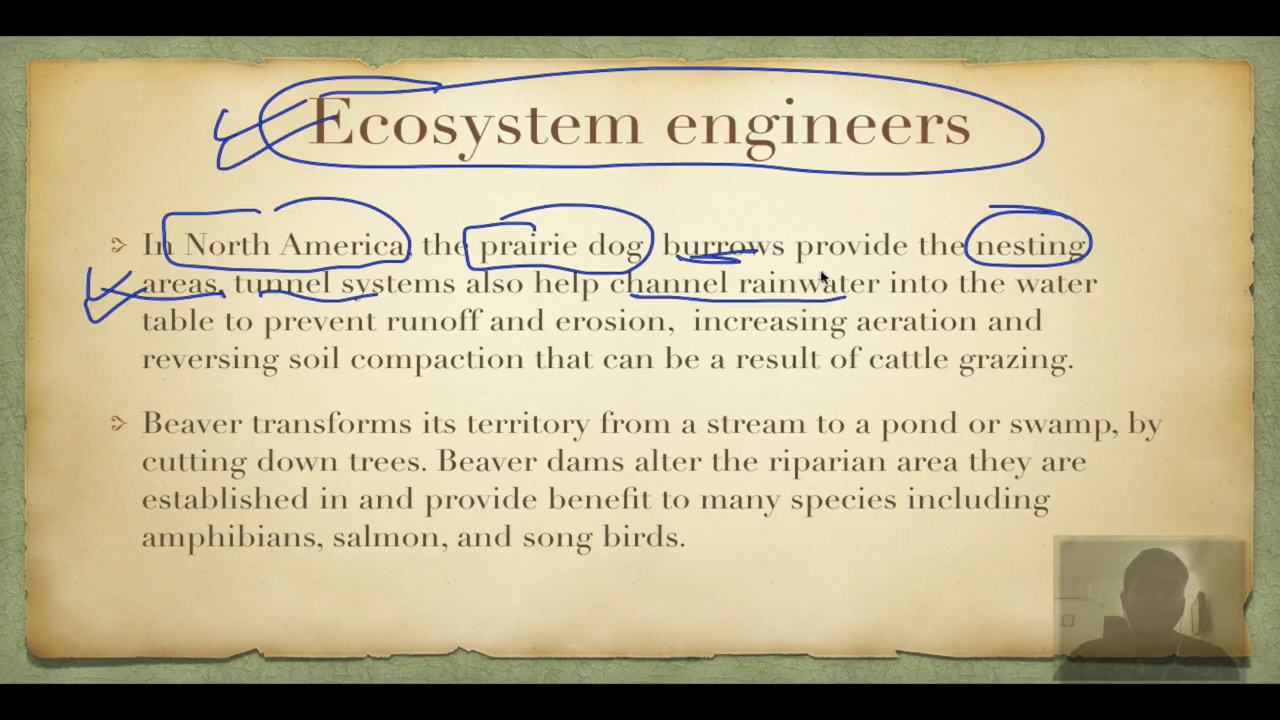 Ecosystem engineers
In North America, the prairie dog burrows provide the nesting
areas, tunnel systems also help channel rainwater into the water
table to prevent runoff and erosion, increasing aeration and
reversing soil compaction that can be a result of cattle grazing.
Beaver transforms its territory from a stream to a pond or swamp, by
cutting down trees. Beaver dams alter the riparian area they are
established in and provide benefit to many species including
amphibians, salmon, and song birds.